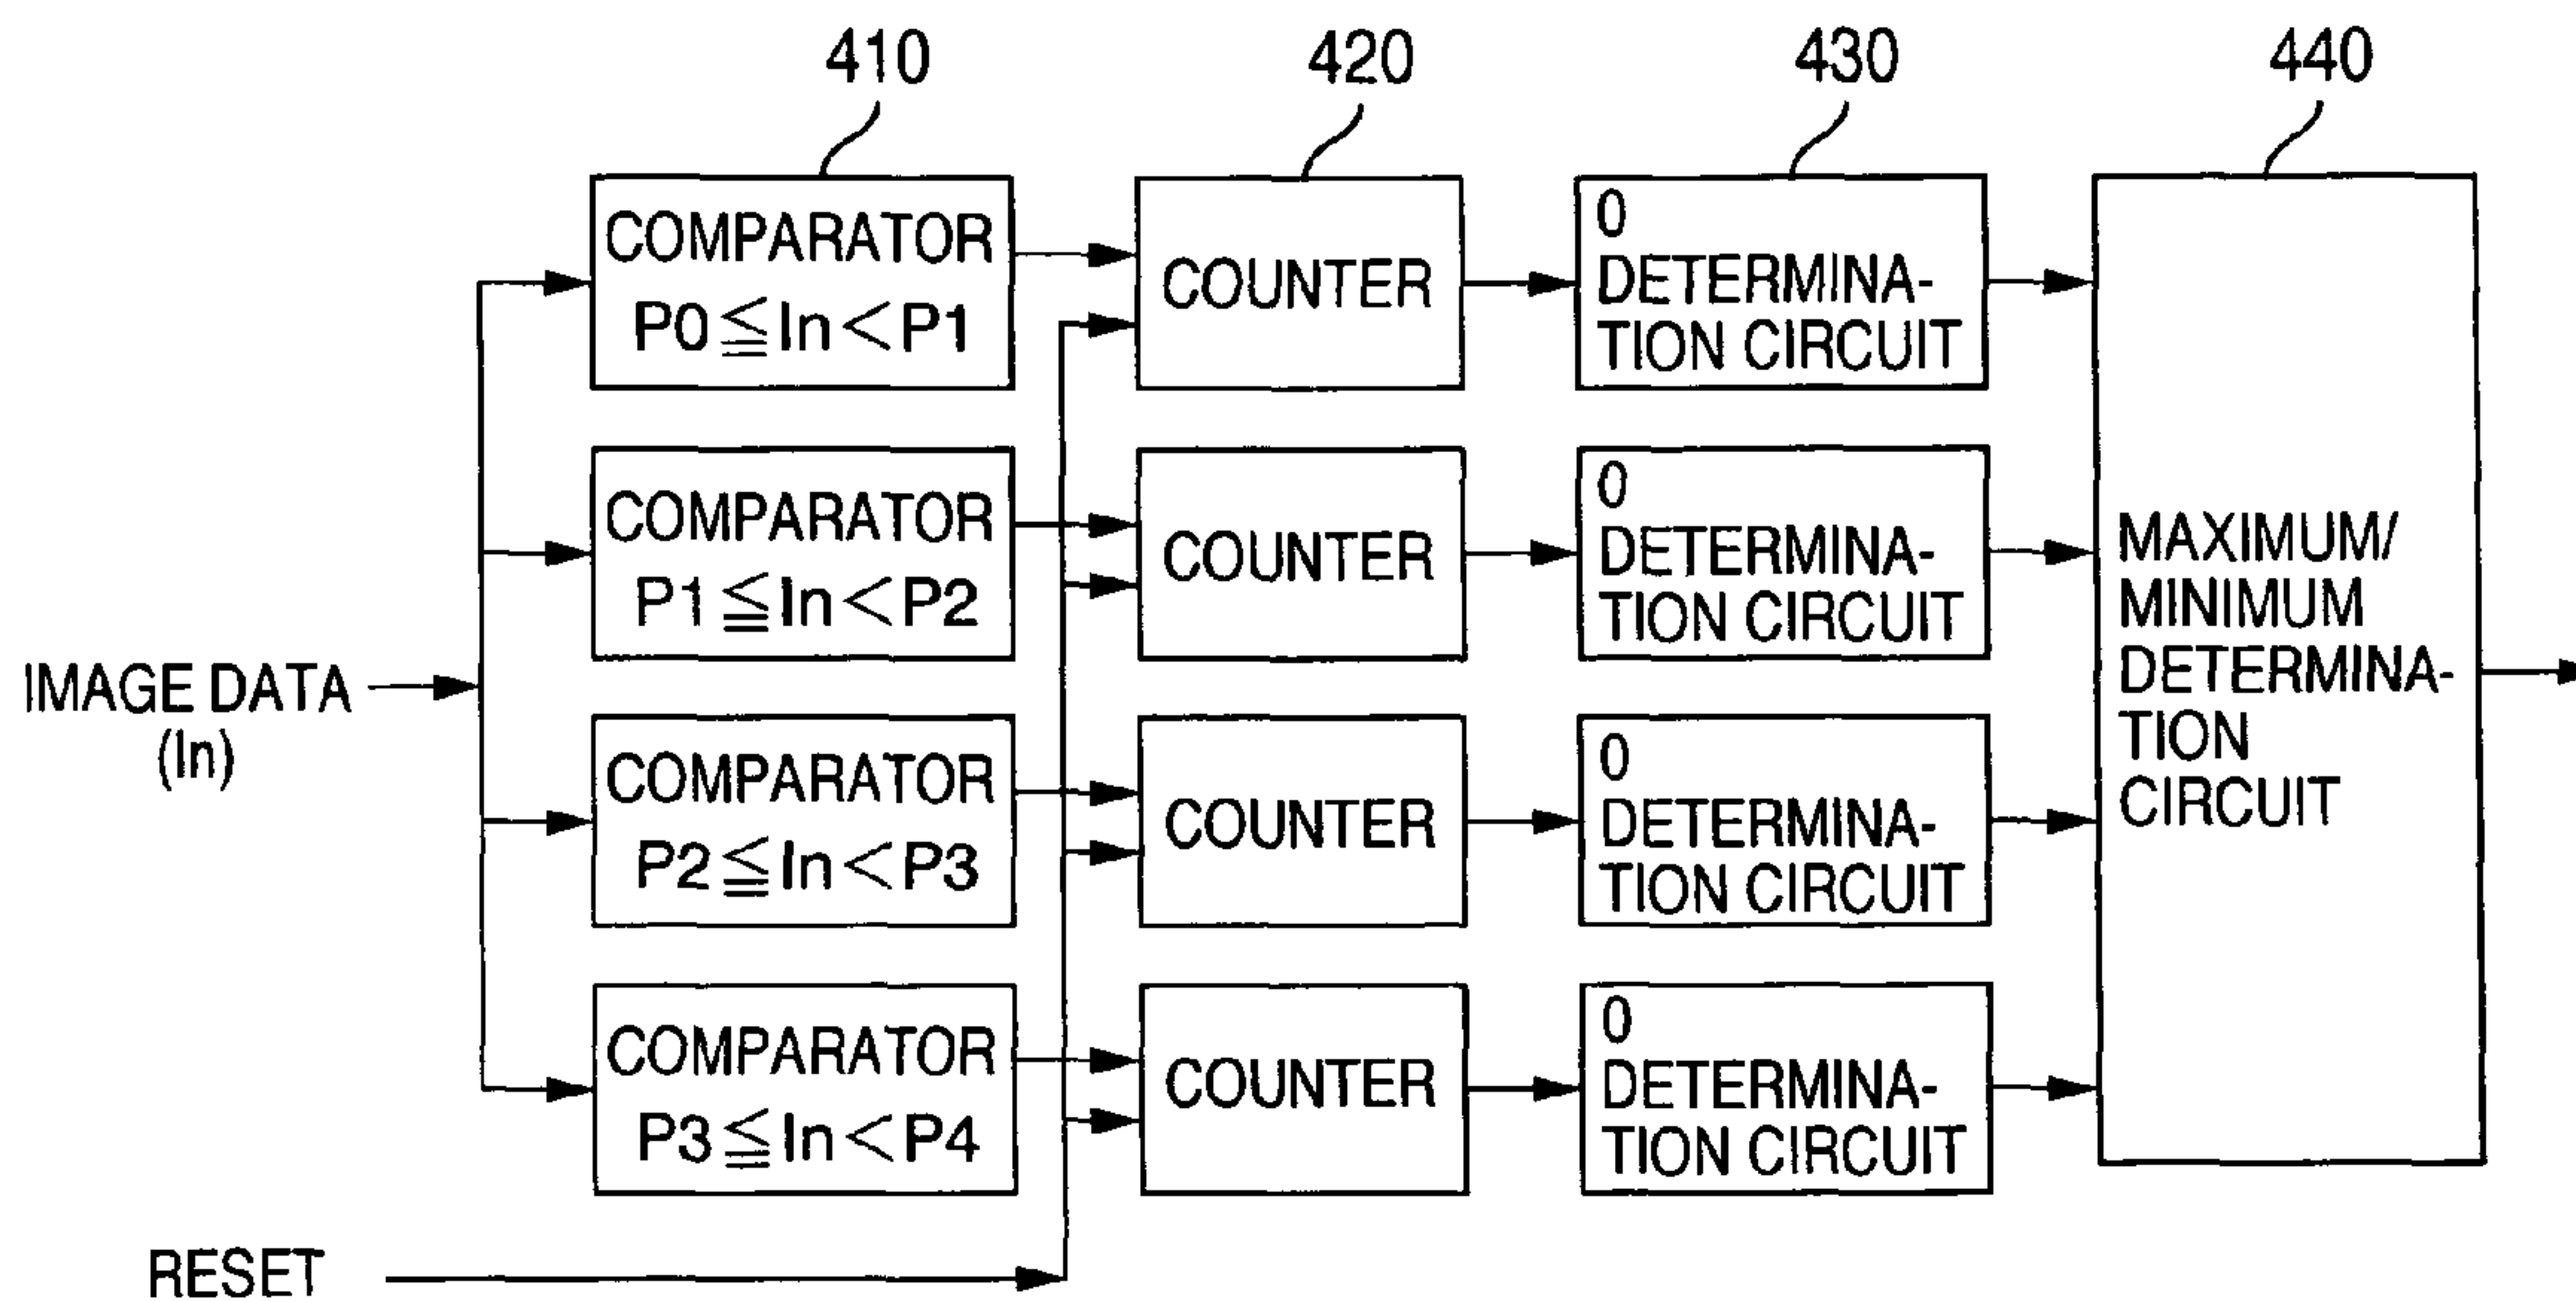 410
420
430
440
COMPARATOR
P0≦In<P1
COUNTER
0
DETERMINA-
TION CIRCUIT
COMPARATOR
P1≦In<P2
COUNTER
0
DETERMINA-
TION CIRCUIT
MAXIMUM/
MINIMUM
DETERMINA-
TION
CIRCUIT
IMAGE DATA
(In)
COMPARATOR
P2≦In<P3
COUNTER
0
DETERMINA-
TION CIRCUIT
COMPARATOR
P3≦In<P4
COUNTER
0
DETERMINA-
TION CIRCUIT
RESET